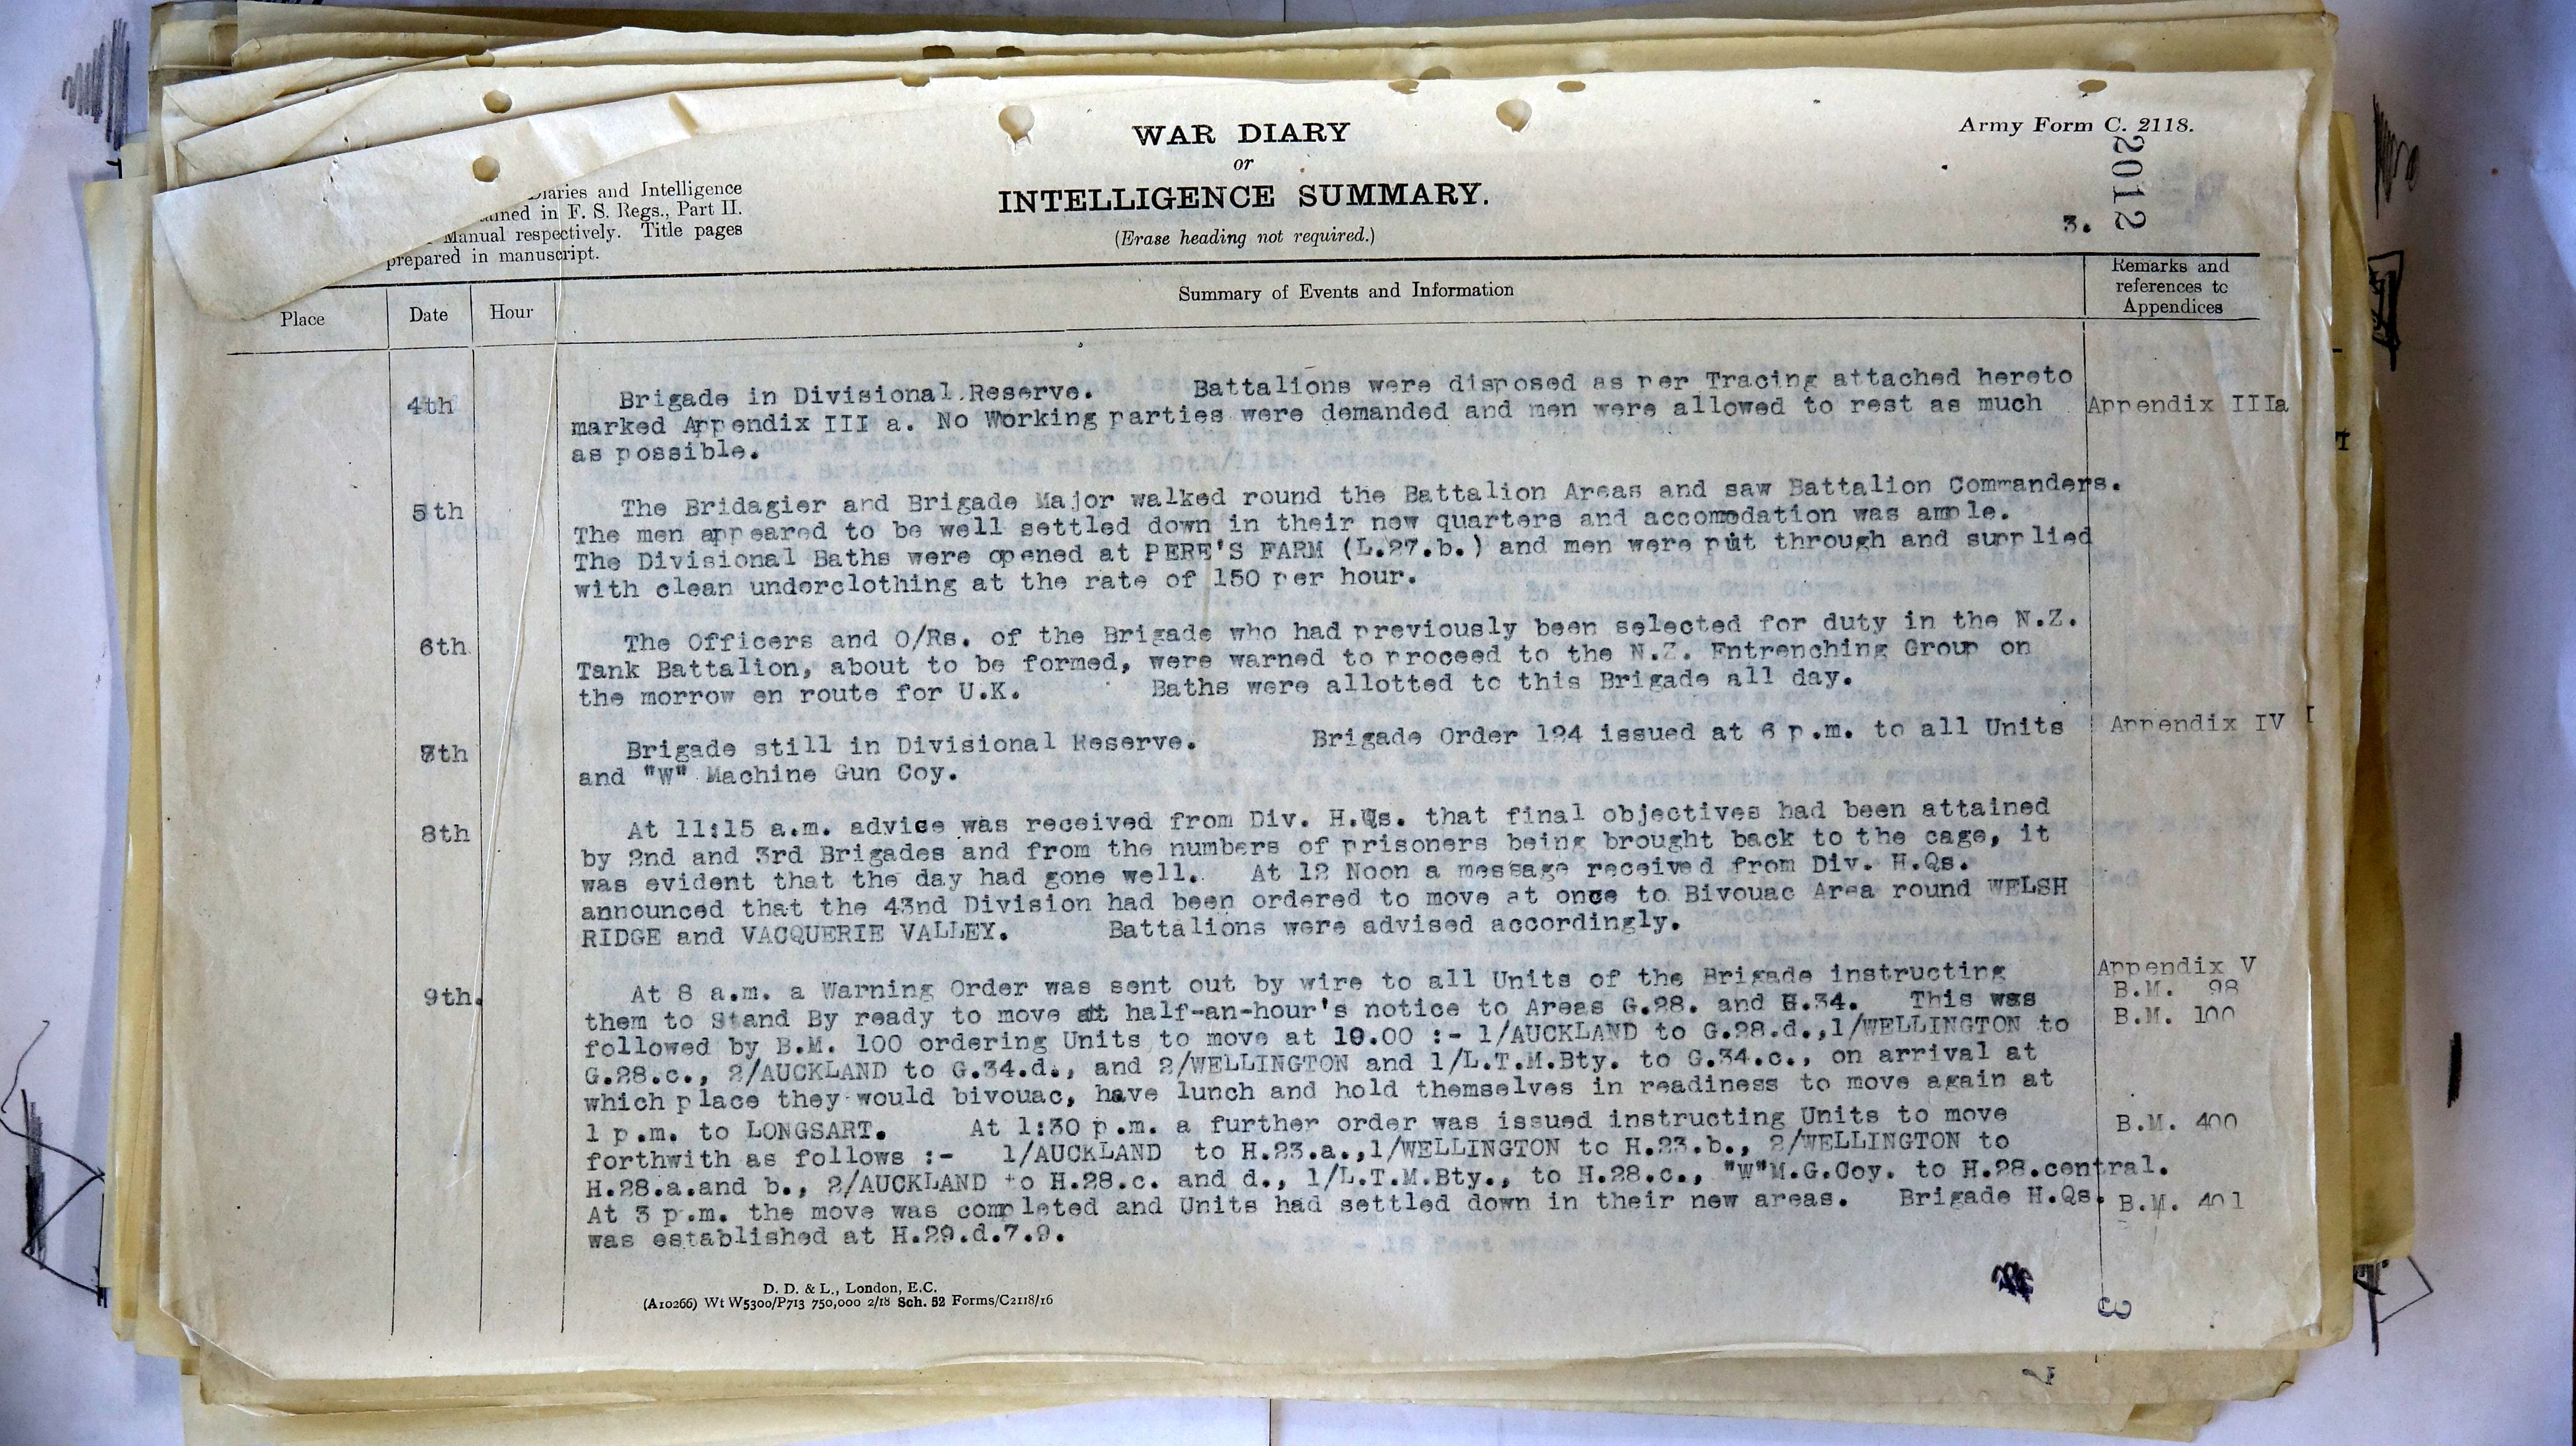 Army Form C. 2118.
WAR DIARY
or
INTELLIGENCE SUMMARY.
(Erase heading not required.)
2012
3.
Diaries and Intelligence
in F. S. Regs., Part II.
Manual respectively. Title pages
prepared in manuscript.
Place
Date
Hour
Summary of Events and Information
Remarks and
references to
Appendices
4th
Brigade in Divisional Reserve. Battalions were disposed as per Tracing attached hereto
marked Appendix III a. No Working parties were demanded and men were allowed to rest as much
as possible.
Appendix IIIa
5th
The Bridagier and Brigade Major walked round the Battalion Areas and saw Battalion Commanders.
The men appeared to be well settled down in their new quarters and accomodation was ample.
The Divisional Baths were opened at PERE'S FARM (L.27.b.) and men were put through and supplied
with clean underclothing at the rate of 150 per hour.
6th
The Officers and O/Rs. of the Brigade who had previously been selected for duty in the N.Z.
Tank Battalion, about to be formed, were warned to proceed to the N.Z. Entrenching Group on
the morrow en route for U.K. Baths were allotted to this Brigade all day.
7th
Brigade still in Divisional Reserve. Brigade Order 124 issued at 6 p.m. to all Units
and "W" Machine Gun Coy.
Appendix IV
8th
At 11:15 a.m. advice was received from Div. H.Qs. that final objectives had been attained
by 2nd and 3rd Brigades and from the numbers of prisoners being brought back to the cage, it
was evident that the day had gone well. At 12 Noon a message received from Div. H.Qs.
announced that the 43nd Division had been ordered to move at once to Bivouac Area round WELSH
RIDGE and VACQUERIE VALLEY. Battalions were advised accordingly.
9th.
At 8 a.m. a Warning Order was sent out by wire to all Units of the Brigade instructing
them to Stand By ready to move at half-an-hour's notice to Areas G.28. and G.34. This was
followed by B.M. 100 ordering Units to move at 10.00 :- 1/AUCKLAND to G.28.d.,1/WELLINGTON to
G.28.c., 2/AUCKLAND to G.34.d., and 2/WELLINGTON and 1/L.T.M.Bty. to G.34.c., on arrival at
which place they would bivouac, have lunch and hold themselves in readiness to move again at
1 p.m. to LONGSART. At 1:30 p.m. a further order was issued instructing Units to move
forthwith as follows :- 1/AUCKLAND to H.23.a.,1/WELLINGTON to H.23.b., 2/WELLINGTON to
H.28.a.and b., 2/AUCKLAND to H.28.c. and d., 1/L.T.M.Bty., to H.28.c., "W"M.G.Coy. to H.28.central.
At 3 p.m. the move was completed and Units had settled down in their new areas. Brigade H.Qs.
was established at H.29.d.7.9.
Appendix V
B.M. 98
B.M. 100
B.M. 400
B.M. 401
D. D. & L., London, E.C.
(A10266) Wt W5300/P713 750,000 2/18 Sch. 52 Forms/C2118/16
3
7